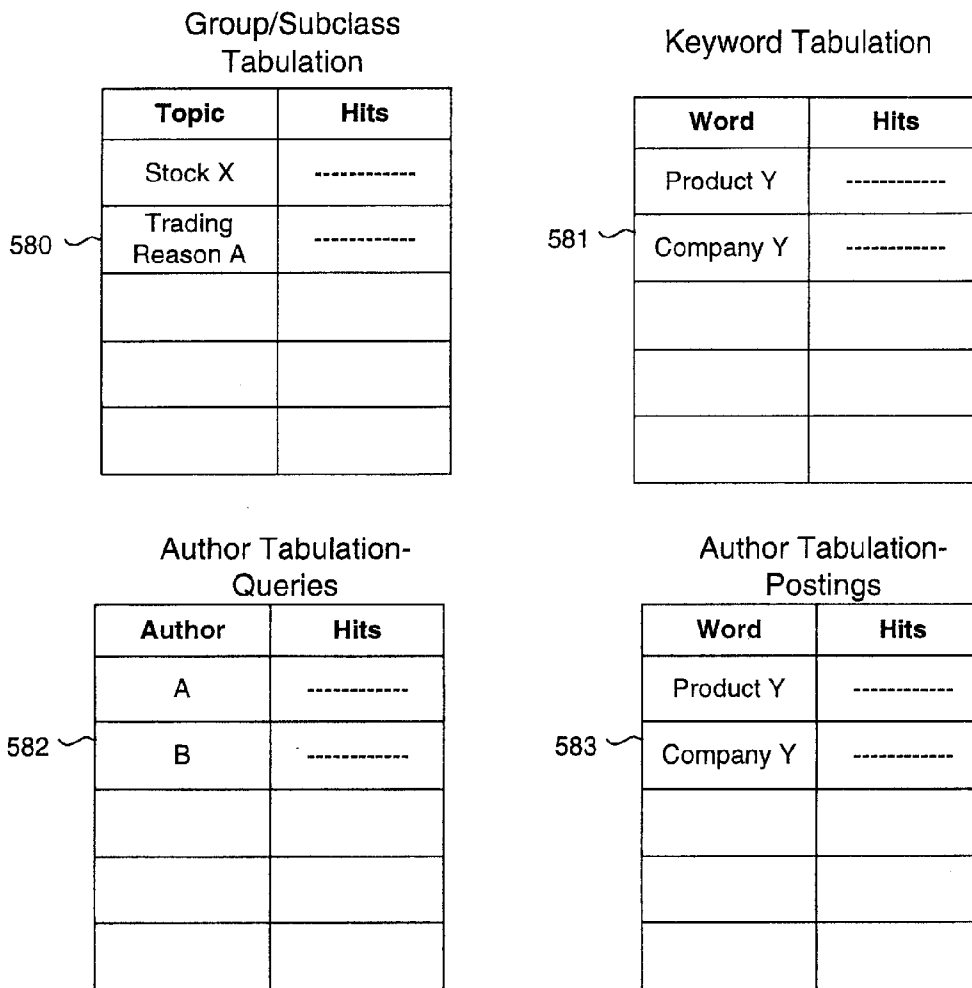 Group/Subclass
Tabulation
Topic Hits
Stock X ------------
580 Trading
Reason A ------------
Keyword Tabulation
Word Hits
Product Y ------------
581 Company Y ------------
Author Tabulation-
Queries
Author Hits
A ------------
582 B ------------
Author Tabulation-
Postings
Word Hits
Product Y ------------
583 Company Y ------------